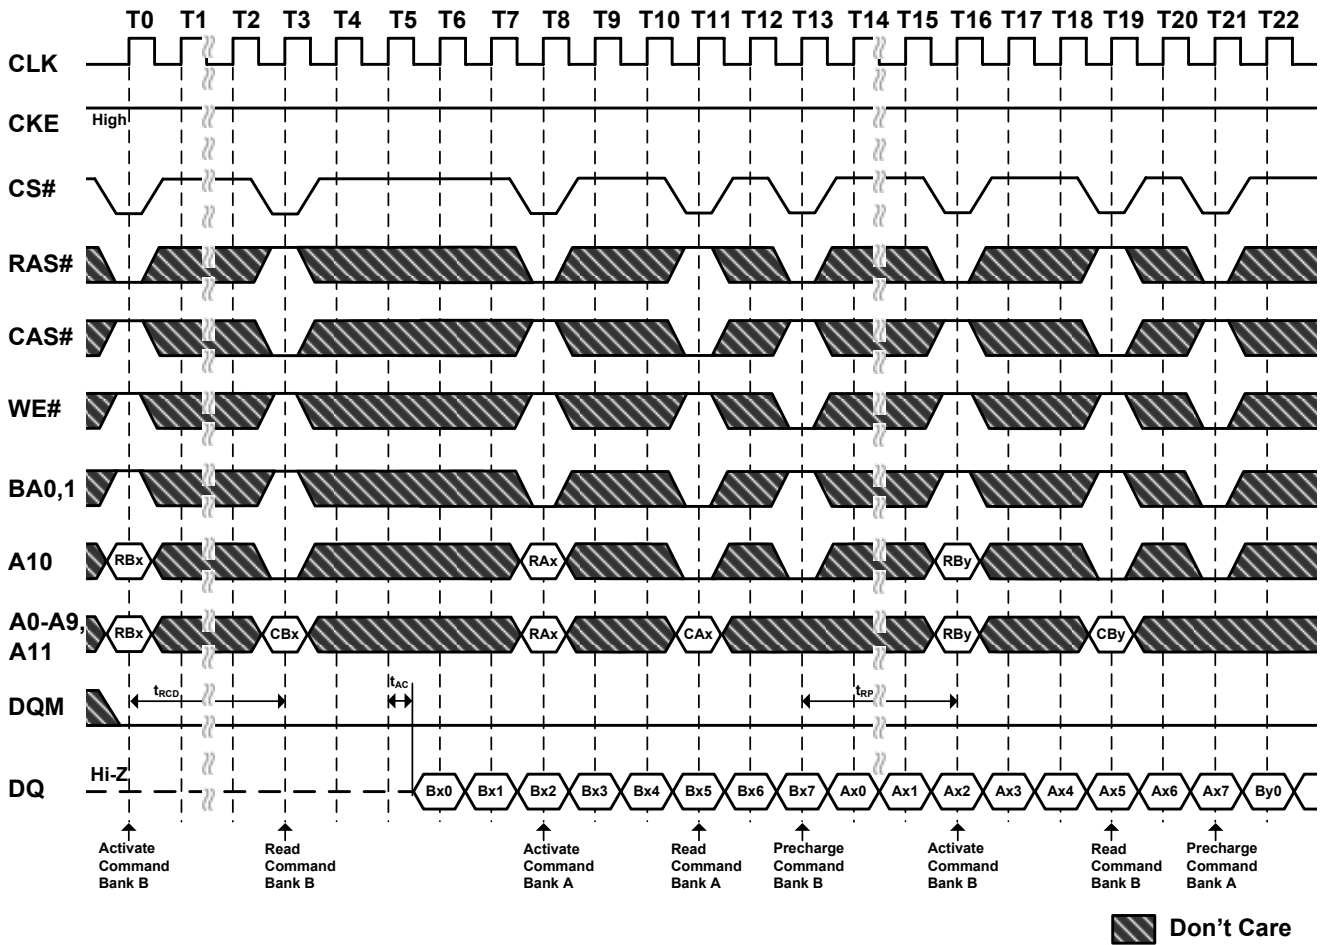 T0 T1 T2 T3 T4 T5 T6 T7 T8 T9 T10 T11 T12 T13 T14 T15 T16 T17 T18 T19 T20 T21 T22
CLK
CKE High
CS#
RAS#
CAS#
WE#
BA0,1
A10 RBx RAx RBy
A0-A9,
A11 RBx CBx RAx CAx RBy CBy
DQM tRCD tAC tRP
DQ Hi-Z Bx0 Bx1 Bx2 Bx3 Bx4 Bx5 Bx6 Bx7 Ax0 Ax1 Ax2 Ax3 Ax4 Ax5 Ax6 Ax7 By0
Activate
Command
Bank B
Read
Command
Bank B
Activate
Command
Bank A
Read
Command
Bank A
Precharge
Command
Bank B
Activate
Command
Bank B
Read
Command
Bank B
Precharge
Command
Bank A
Don't Care